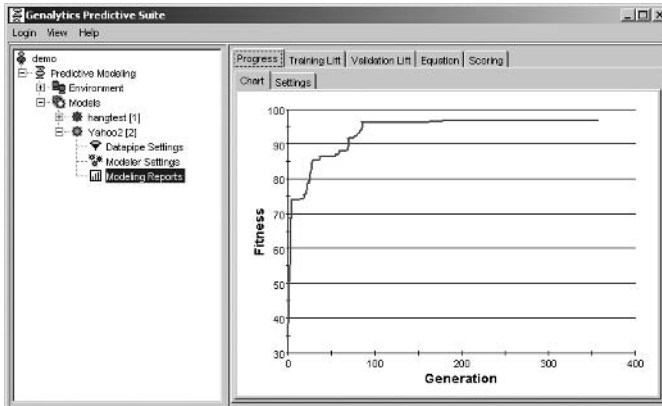 Genalytics Predictive Suite
Login View Help
demo
Predictive Modeling
Environment
Models
hangtest [1]
Yahoo2 [2]
Datapipe Settings
Modeler Settings
Modeling Reports
Progress Training Lift Validation Lift Equation Scoring
Chart Settings
100
90
80
70
60
50
40
30
Fitness
0 100 200 300 400
Generation